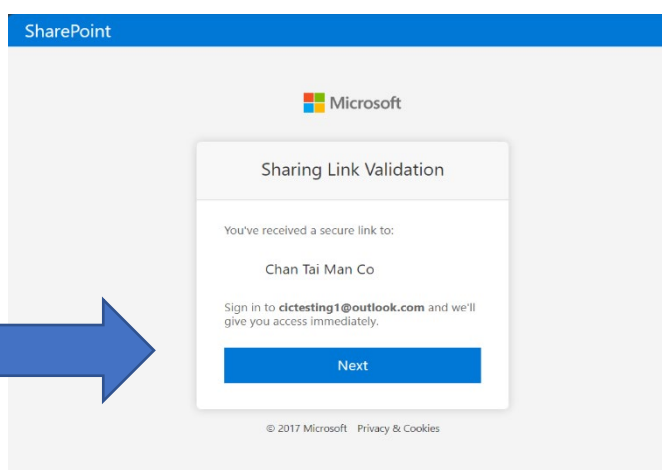 SharePoint
Microsoft
Sharing Link Validation
You've received a secure link to:
Chan Tai Man Co
Sign in to cictesting1@outlook.com and we'll
give you access immediately.
Next
© 2017 Microsoft Privacy & Cookies